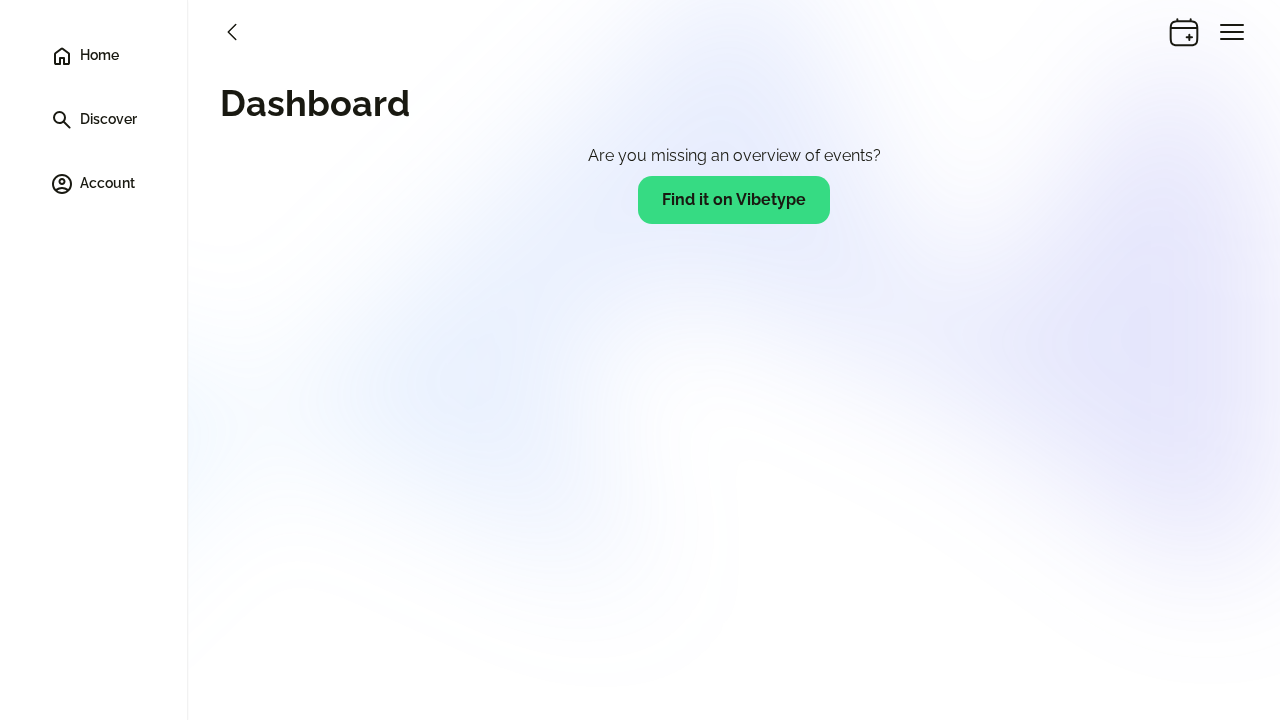 Home
Discover
Account
Dashboard
Are you missing an overview of events?
Find it on Vibetype